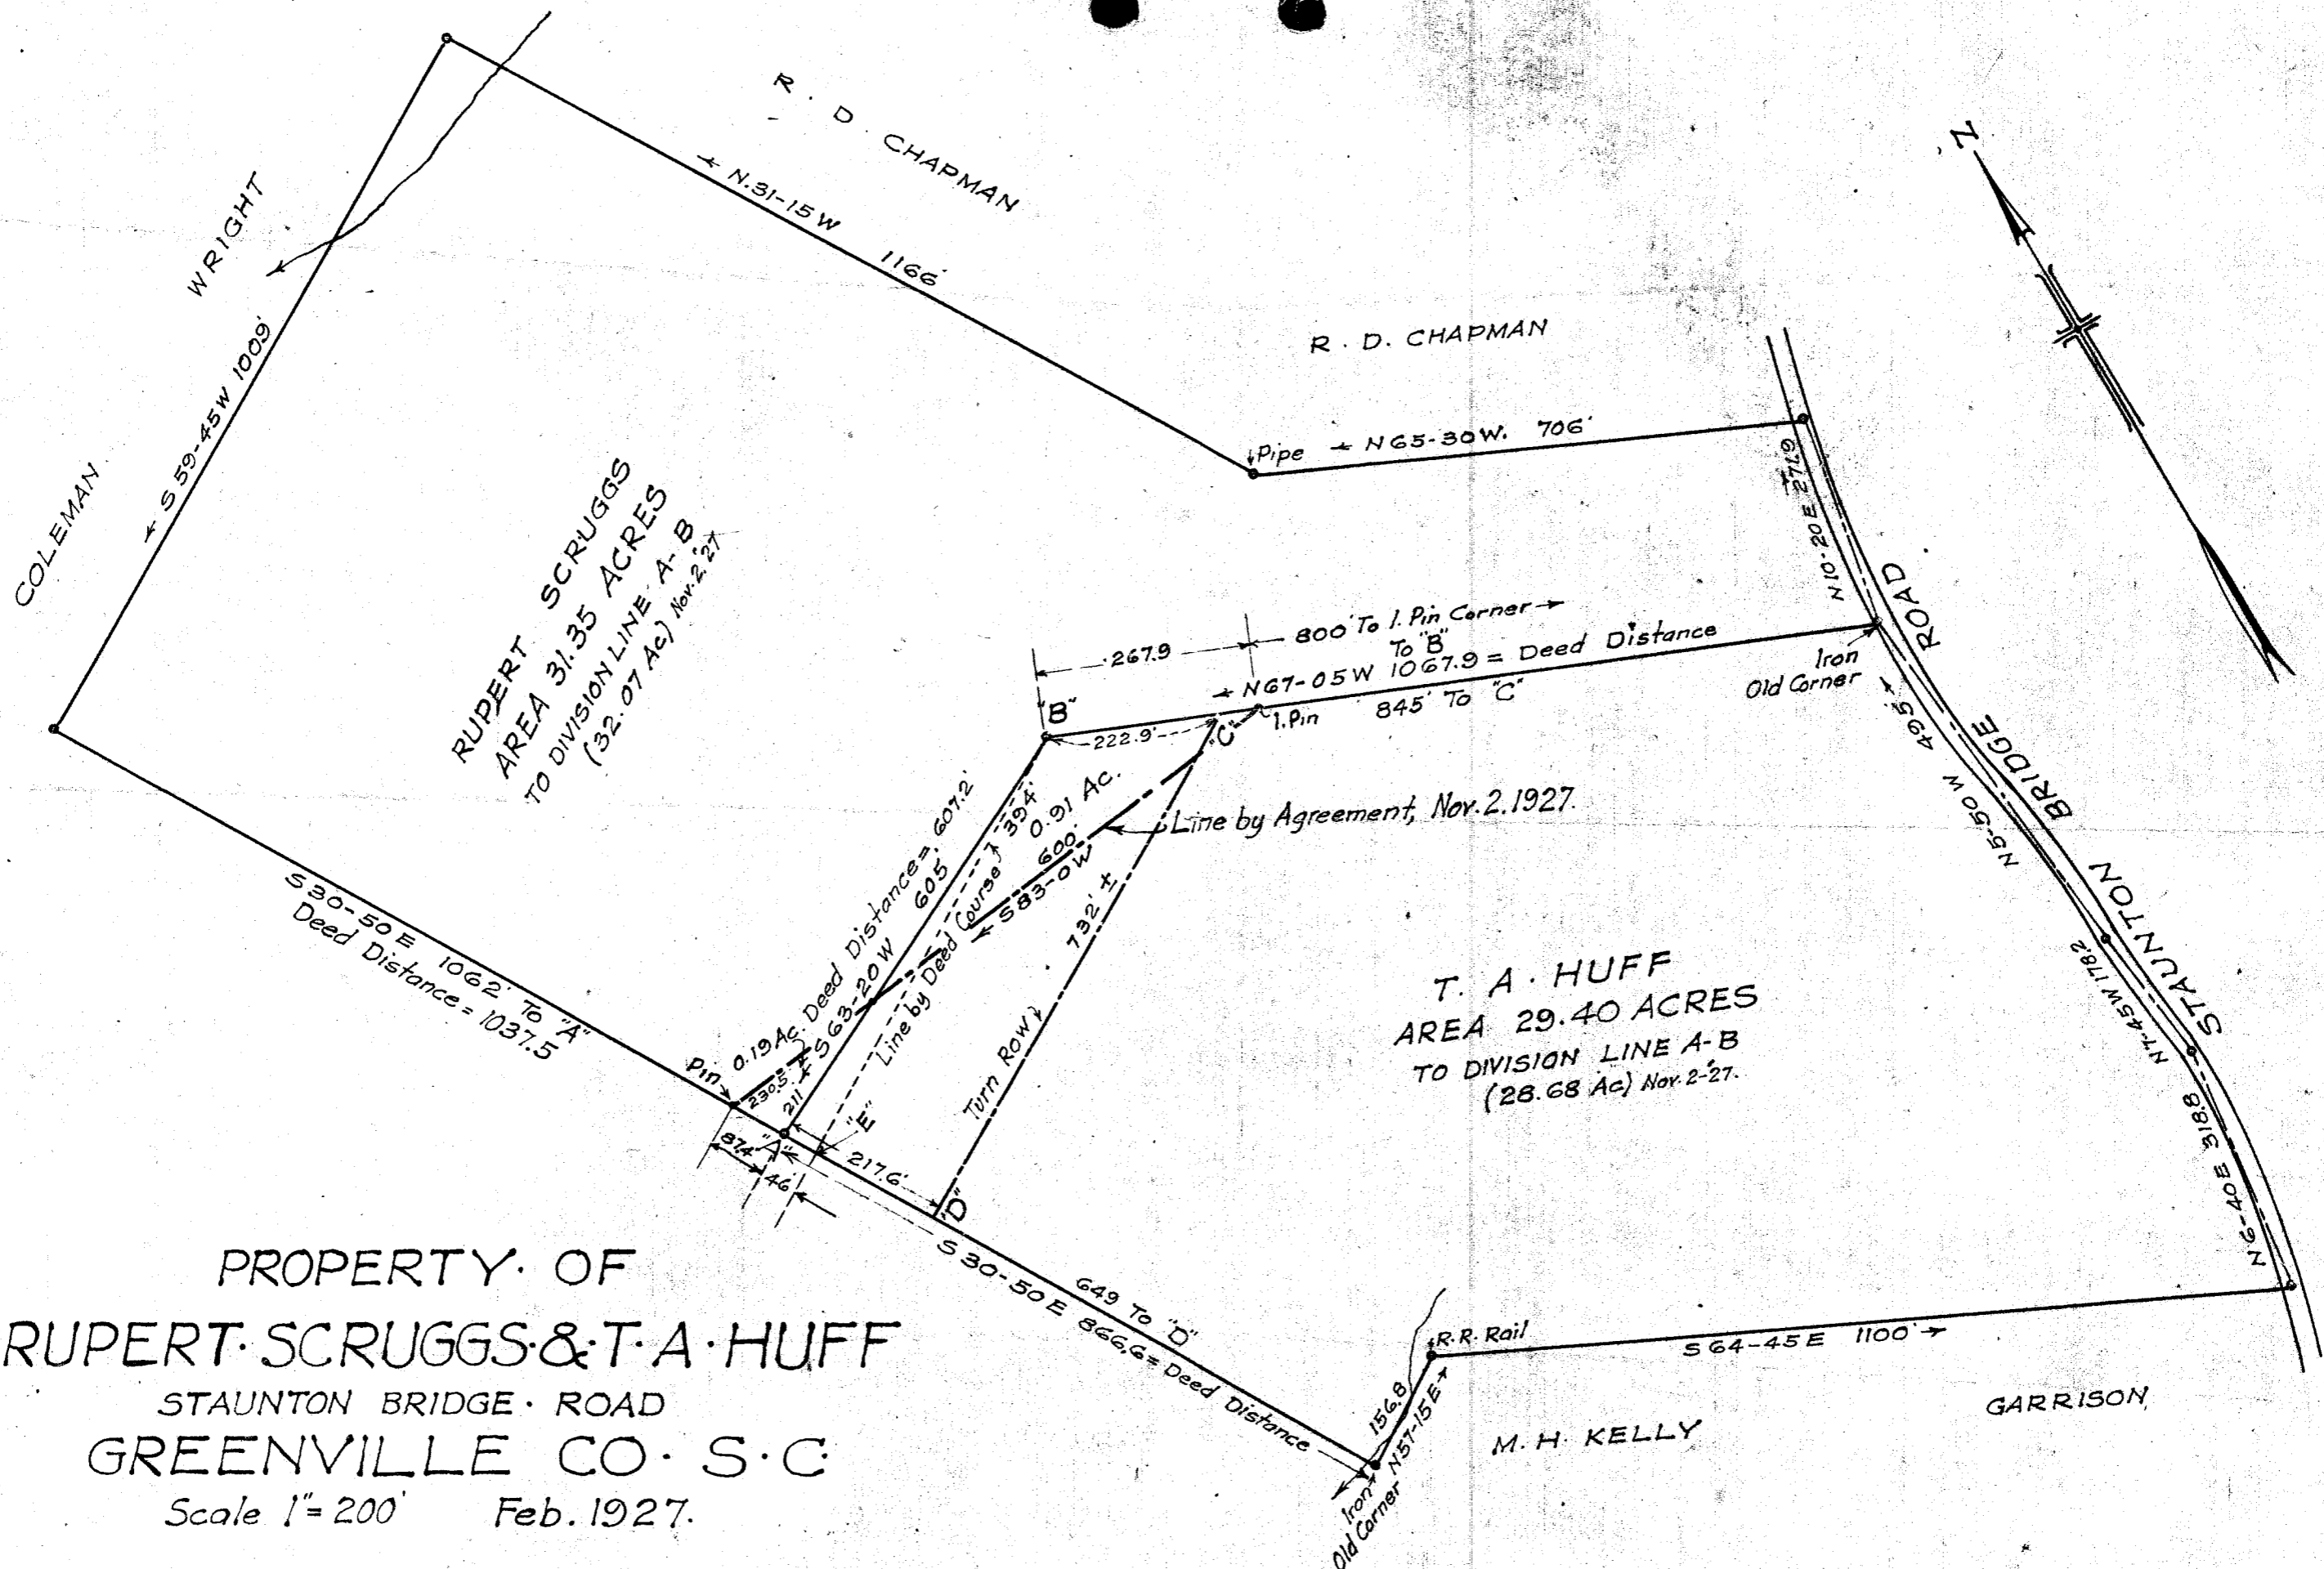 R. D. CHAPMAN
N
WRIGHT
← N.31-15 W 1166'
R. D. CHAPMAN
← S 59-45 W 1009'
Pipe ← N 65-30 W. 706'
COLEMAN
N 10-20 E 271.9
RUPERT SCRUGGS
AREA 31.35 ACRES
TO DIVISION LINE A-B
(32.07 Ac) Nov. 2, '27
267.9
800' To I. Pin Corner →
To "B"
← N 67-05 W 1067.9 = Deed Distance
845' To "C"
Iron
Old Corner
"B"
222.9'
"C"
I. Pin
STAUNTON BRIDGE ROAD
495'
N 5-50 W
N 7-45 W 178.2
N 6-40 E 318.8
Line by Agreement, Nov. 2. 1927.
0.91 Ac.
394'
600'
← S 83-0 W
Line by Deed Course
0.19 Ac. Deed Distance = 607.2'
S 63-20 W 605
732' ±
Turn Row
S 30-50 E 1062' To "A"
Deed Distance = 1037.5
Pin
230.5
211
87.4'
"A"
46'
"E"
217.6'
"D"
T. A. HUFF
AREA 29.40 ACRES
TO DIVISION LINE A-B
(28.68 Ac) Nov. 2-'27.
649 To "D"
S 30-50 E 866.6 = Deed Distance
R.R. Rail
S 64-45 E 1100' →
156.8
N 57-15 E
Iron
Old Corner
M. H. KELLY
GARRISON
PROPERTY OF
RUPERT SCRUGGS & T. A. HUFF
STAUNTON BRIDGE ROAD
GREENVILLE CO. S. C.
Scale 1" = 200' Feb. 1927.